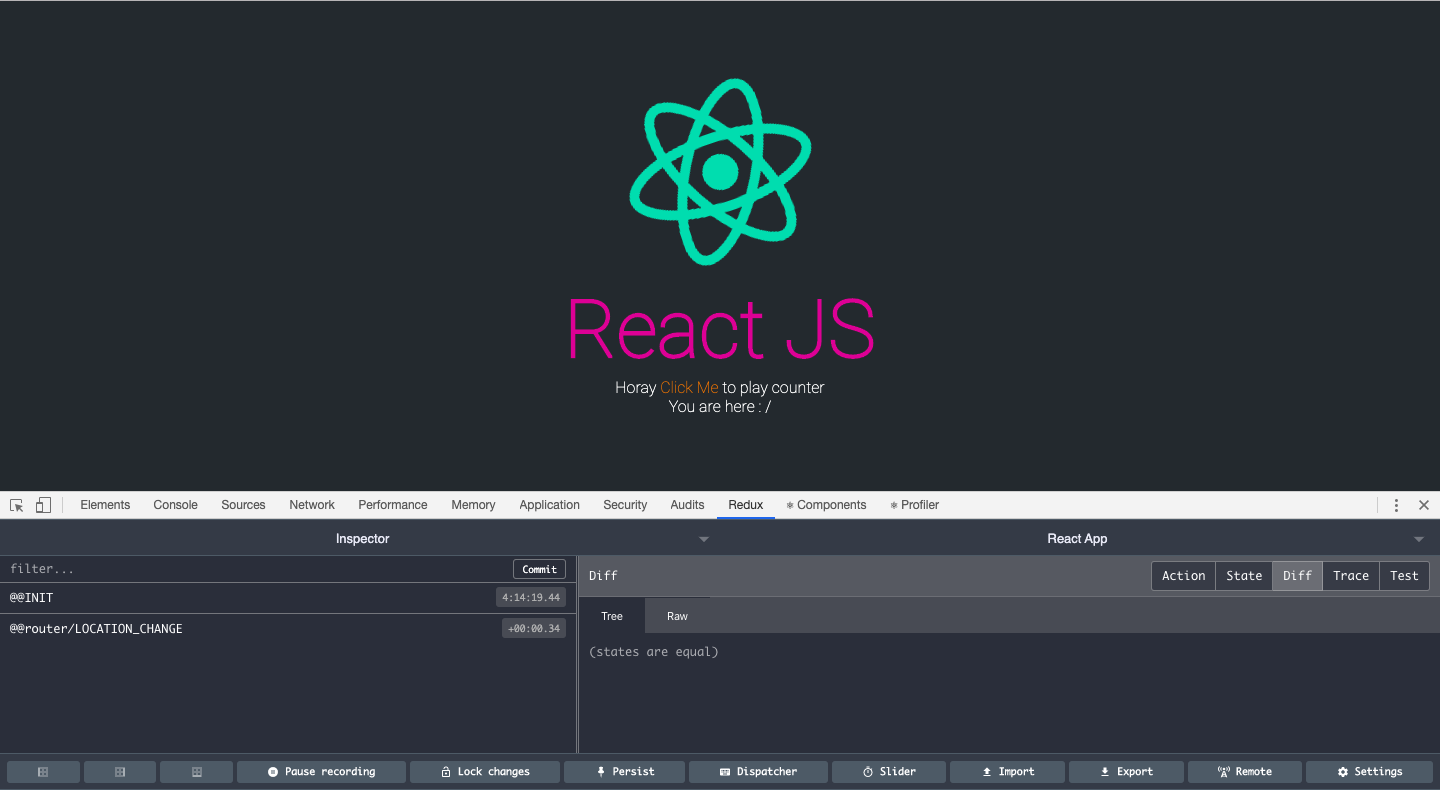 React JS
Horay Click Me to play counter
You are here : /
Elements Console Sources Network Performance Memory Application Security Audits Redux Components Profiler
Inspector React App
filter... Commit
Diff Action State Diff Trace Test
@@INIT 4:14:19.44
Tree Raw
@@router/LOCATION_CHANGE +00:00.34
(states are equal)
Pause recording Lock changes Persist Dispatcher Slider Import Export Remote Settings